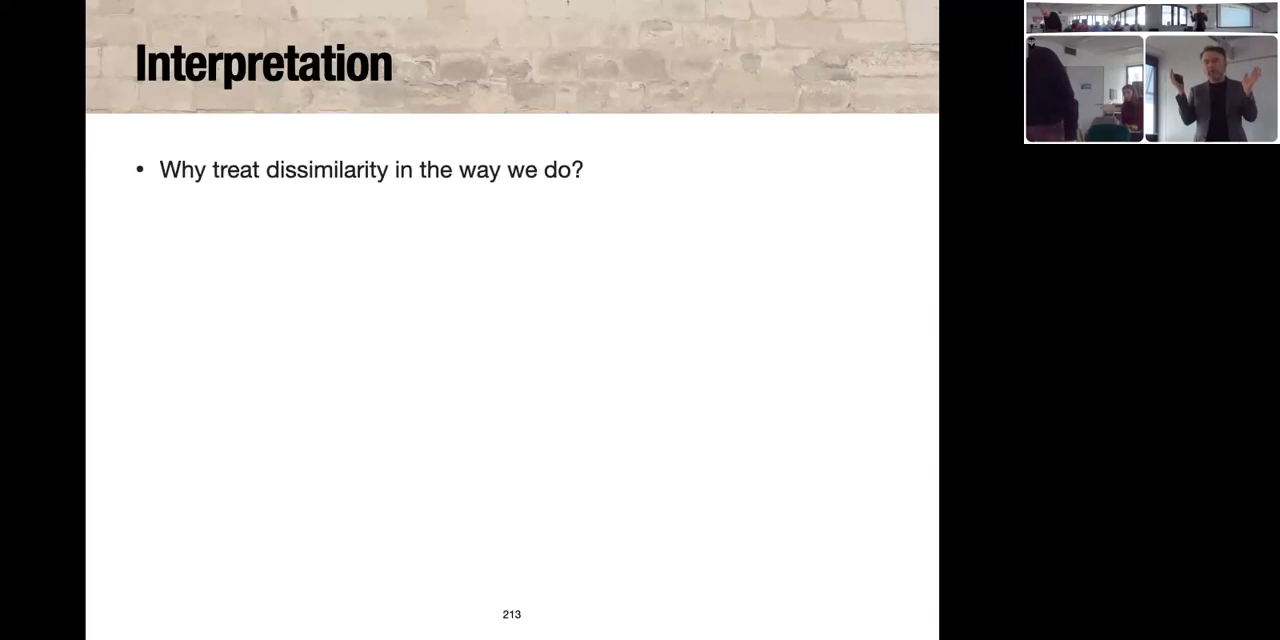 Interpretation
• Why treat dissimilarity in the way we do?
213